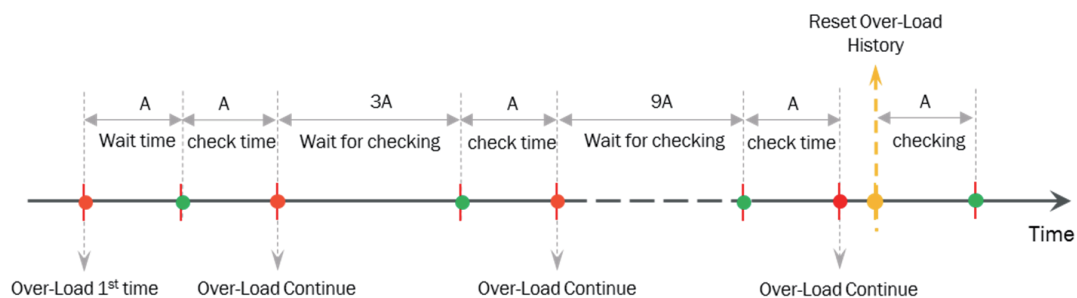 Reset Over-Load
History
A
A
3A
A
9A
A
A
Wait time
check time
Wait for checking
check time
Wait for checking
check time
checking
Time
Over-Load 1st time
Over-Load Continue
Over-Load Continue
Over-Load Continue